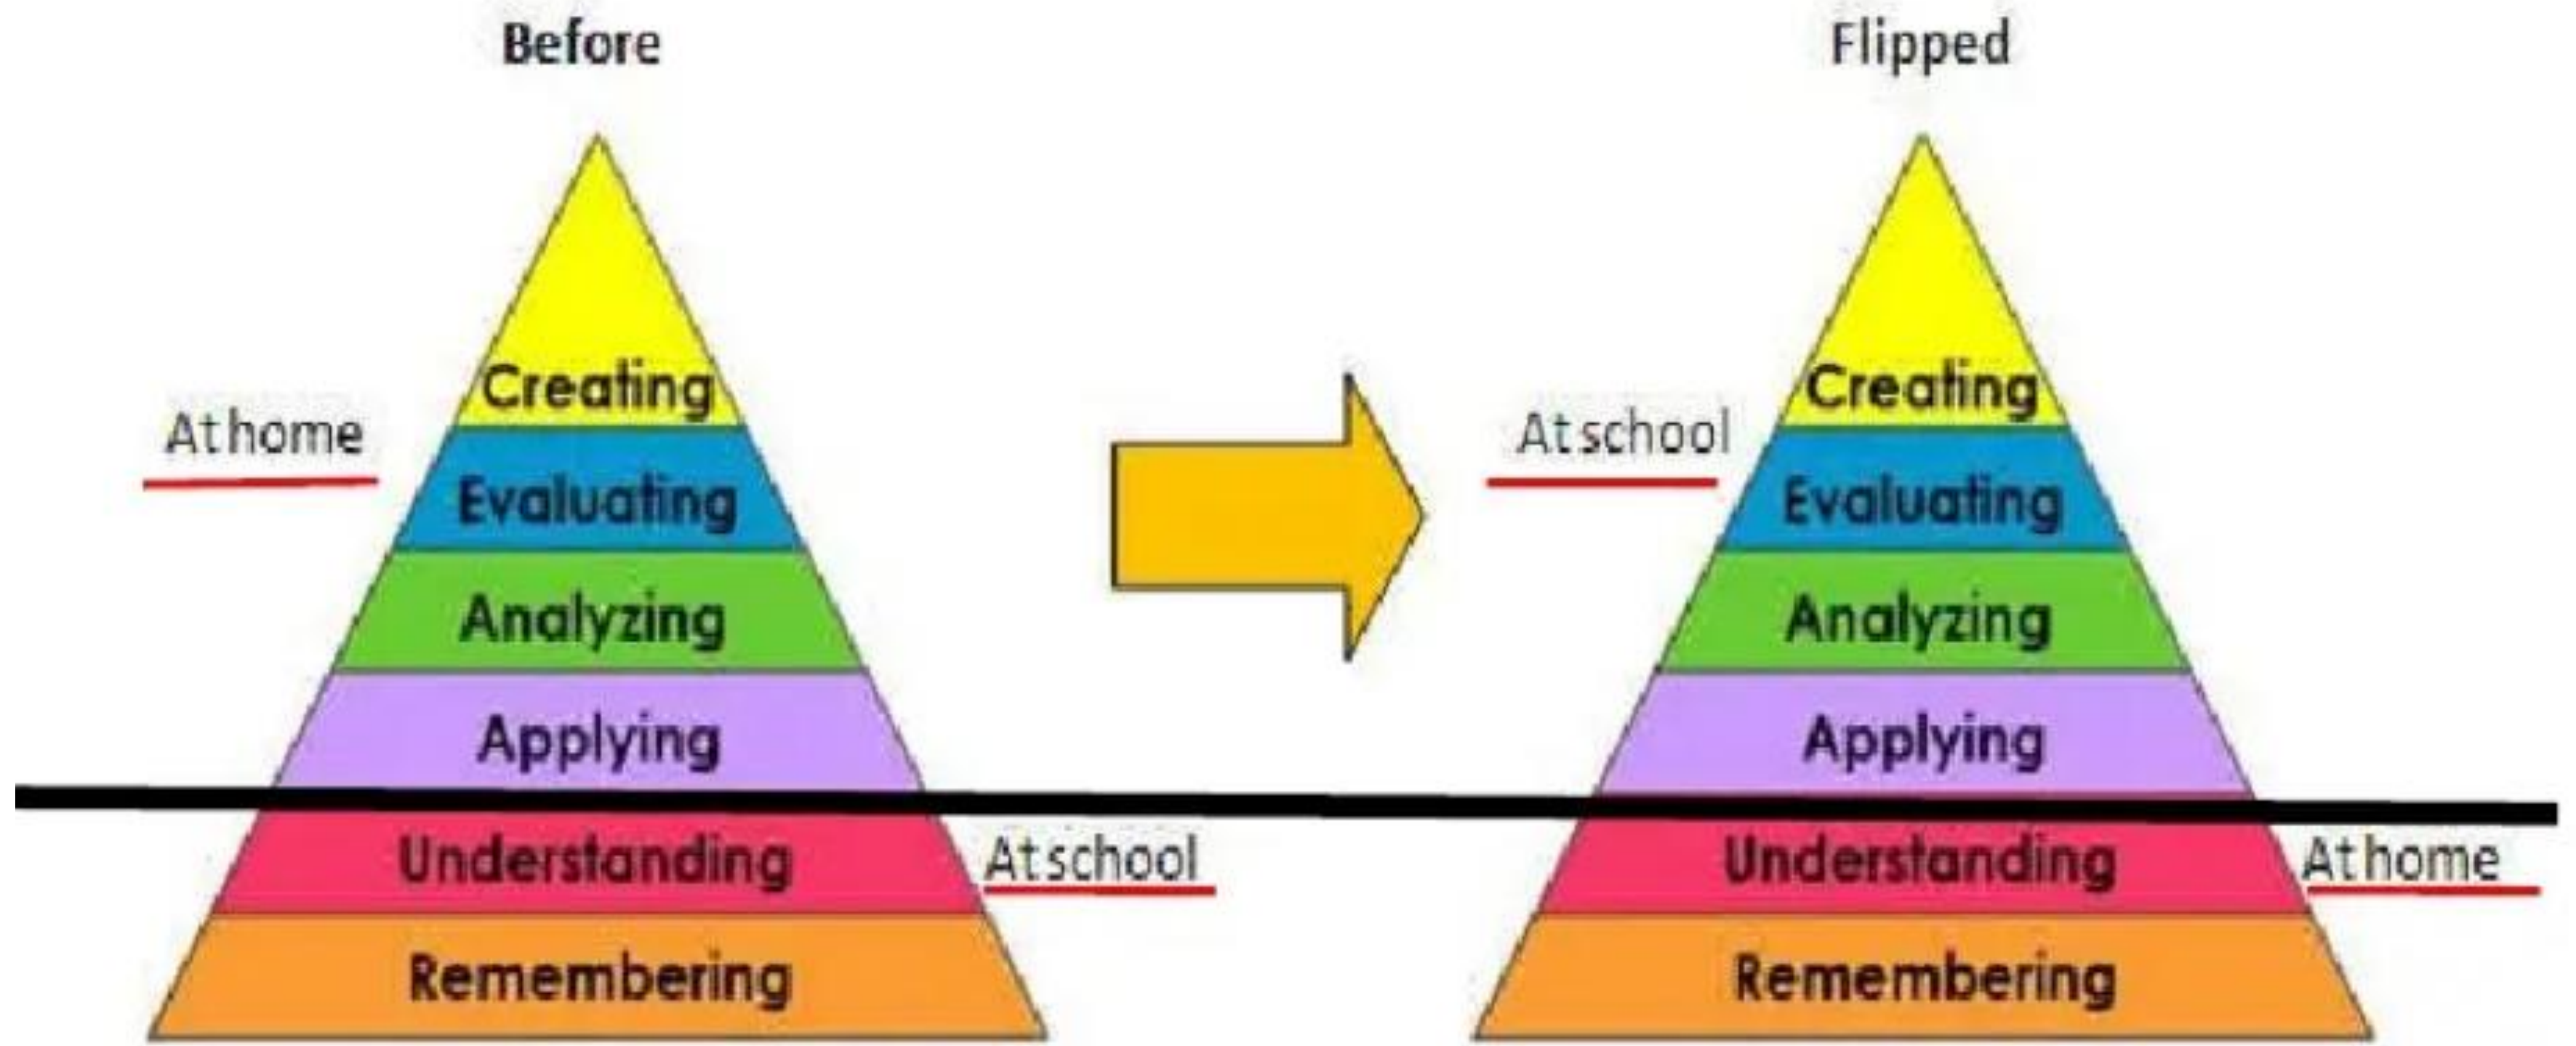 Before
Creating
At home
Evaluating
Analyzing
Applying
Understanding
At school
Remembering
Flipped
Creating
At school
Evaluating
Analyzing
Applying
Understanding
At home
Remembering